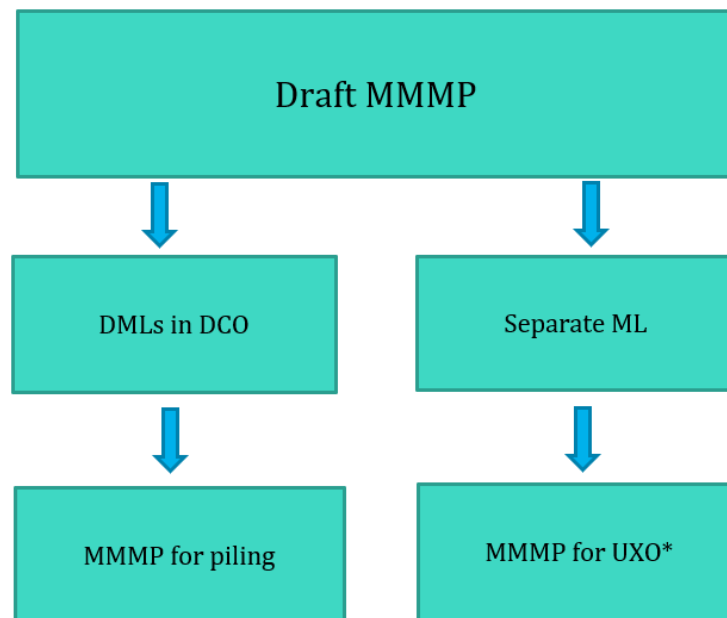 Draft MMMP
DMLs in DCO
Separate ML
MMMP for piling
MMMP for UXO*